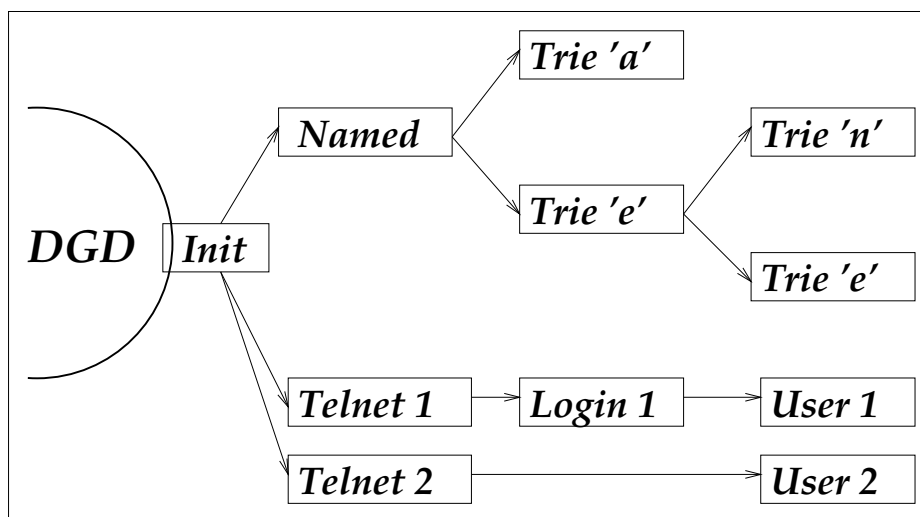 Trie 'a'
Named
Trie 'n'
Trie 'e'
DGD
Init
Trie 'e'
Telnet 1
Login 1
User 1
Telnet 2
User 2